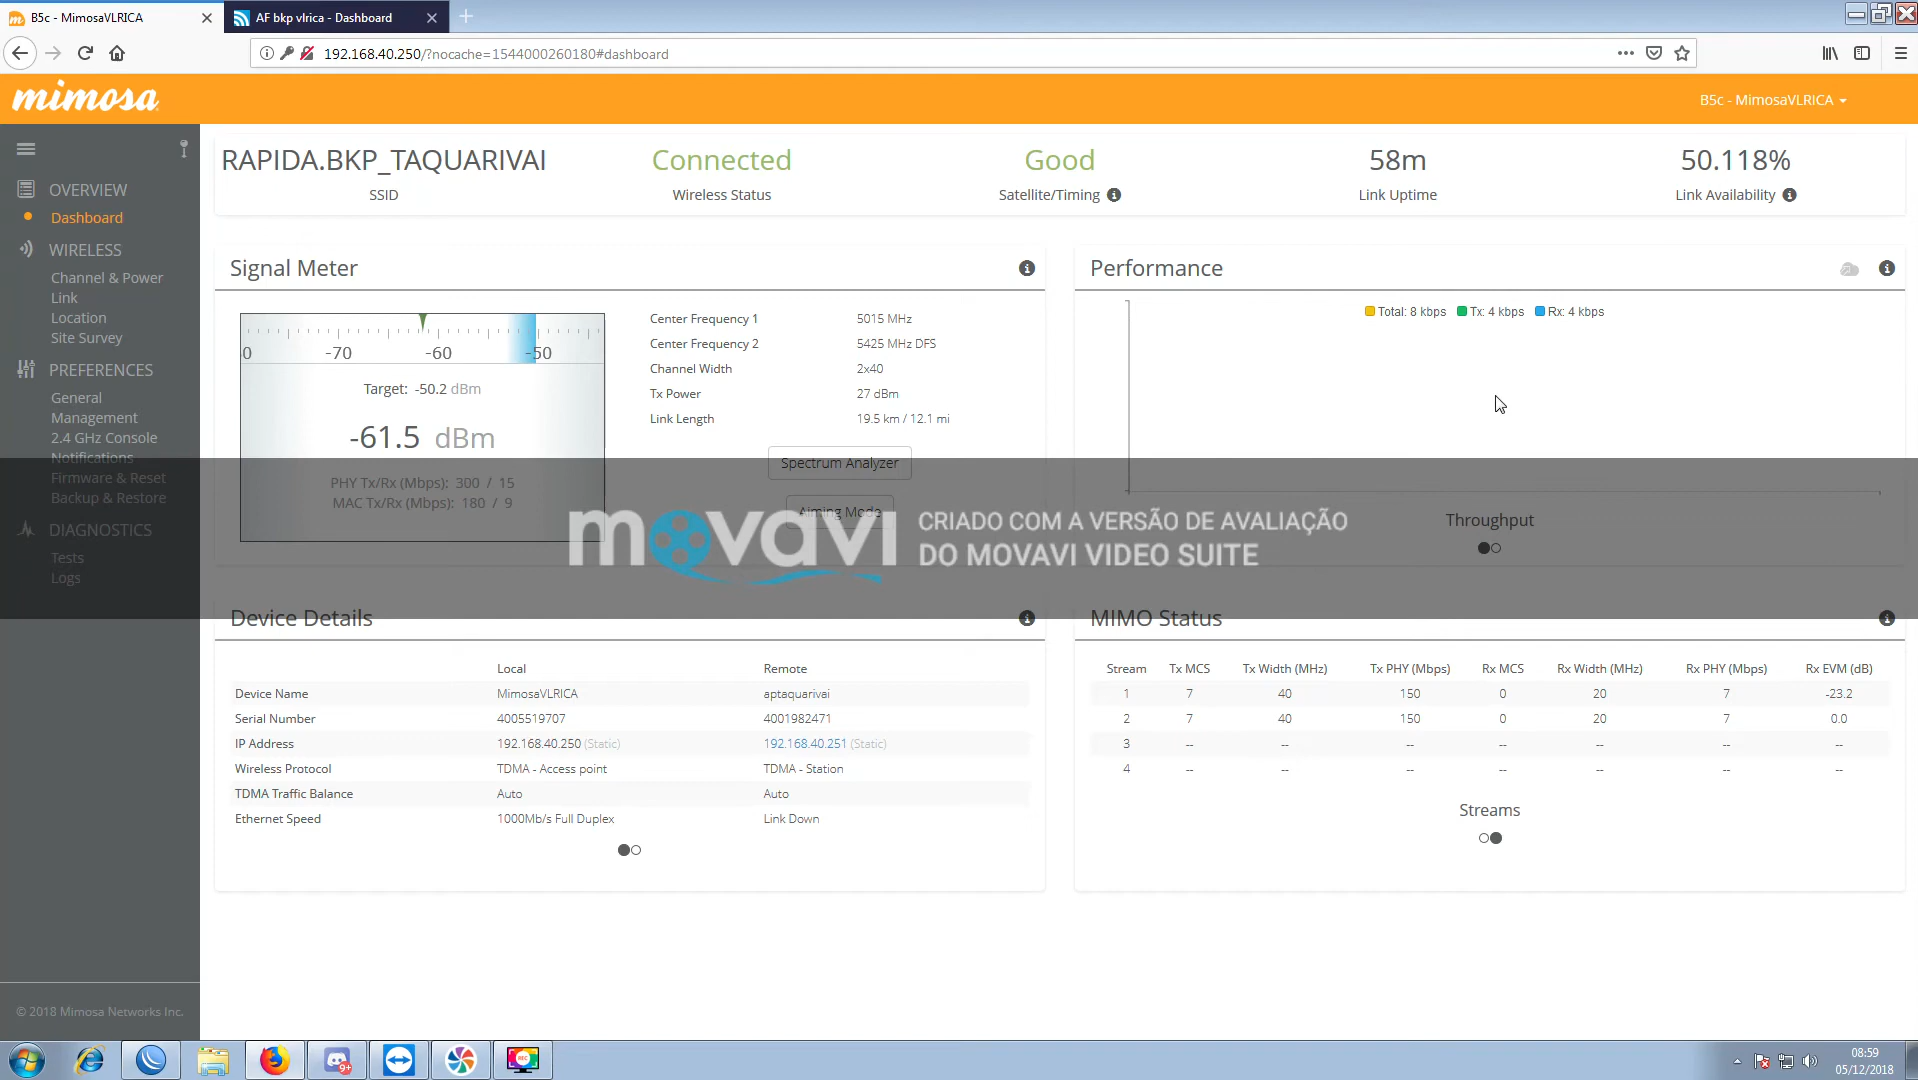 B5c - MimosaVLRICA
AF bkp vlrica - Dashboard
192.168.40.250/?nocache=1544000260180#dashboard
mimosa
B5c - MimosaVLRICA
OVERVIEW
Dashboard
WIRELESS
Channel & Power
Link
Location
Site Survey
PREFERENCES
General
Management
2.4 GHz Console
Notifications
Firmware & Reset
Backup & Restore
DIAGNOSTICS
Tests
Logs
© 2018 Mimosa Networks Inc.
RAPIDA.BKP_TAQUARIVAI Connected Good 58m 50.118%
SSID Wireless Status Satellite/Timing Link Uptime Link Availability
Signal Meter
-70 -60 -50
Target: -50.2 dBm
-61.5 dBm
PHY Tx/Rx (Mbps): 300 / 15
MAC Tx/Rx (Mbps): 180 / 9
Center Frequency 1 5015 MHz
Center Frequency 2 5425 MHz DFS
Channel Width 2x40
Tx Power 27 dBm
Link Length 19.5 km / 12.1 mi
Spectrum Analyzer
Aiming Mode
Performance
Total: 8 kbps Tx: 4 kbps Rx: 4 kbps
Throughput
movavi
CRIADO COM A VERSÃO DE AVALIAÇÃO
DO MOVAVI VIDEO SUITE
Device Details
Local Remote
Device Name MimosaVLRICA aptaquarivai
Serial Number 4005519707 4001982471
IP Address 192.168.40.250 (Static) 192.168.40.251 (Static)
Wireless Protocol TDMA - Access point TDMA - Station
TDMA Traffic Balance Auto Auto
Ethernet Speed 1000Mb/s Full Duplex Link Down
MIMO Status
Stream Tx MCS Tx Width (MHz) Tx PHY (Mbps) Rx MCS Rx Width (MHz) Rx PHY (Mbps) Rx EVM (dB)
1 7 40 150 0 20 7 -23.2
2 7 40 150 0 20 7 0.0
3 -- -- -- -- -- -- --
4 -- -- -- -- -- -- --
Streams
9+
REC
08:59
05/12/2018